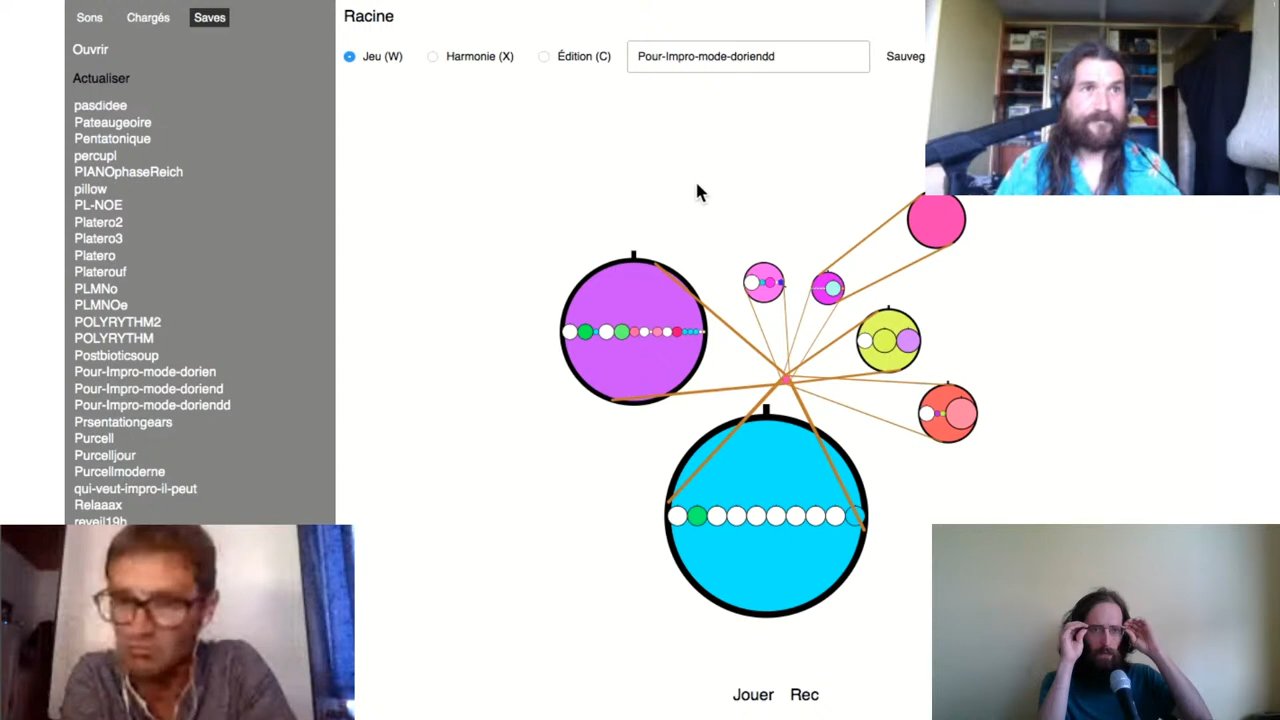 Sons Chargés Saves
Ouvrir
Actualiser
pasdidee
Pateaugeoire
Pentatonique
percupl
PIANOphaseReich
pillow
PL-NOE
Platero2
Platero3
Platero
Platerouf
PLMNo
PLMNOe
POLYRYTHM2
POLYRYTHM
Postbioticsoup
Pour-Impro-mode-dorien
Pour-Impro-mode-doriend
Pour-Impro-mode-doriendd
Prsentationgears
Purcell
Purcelljour
Purcellmoderne
qui-veut-impro-il-peut
Relaaax
reveil19h
Racine
Jeu (W) Harmonie (X) Édition (C) Pour-Impro-mode-doriendd Sauveg
Jouer Rec